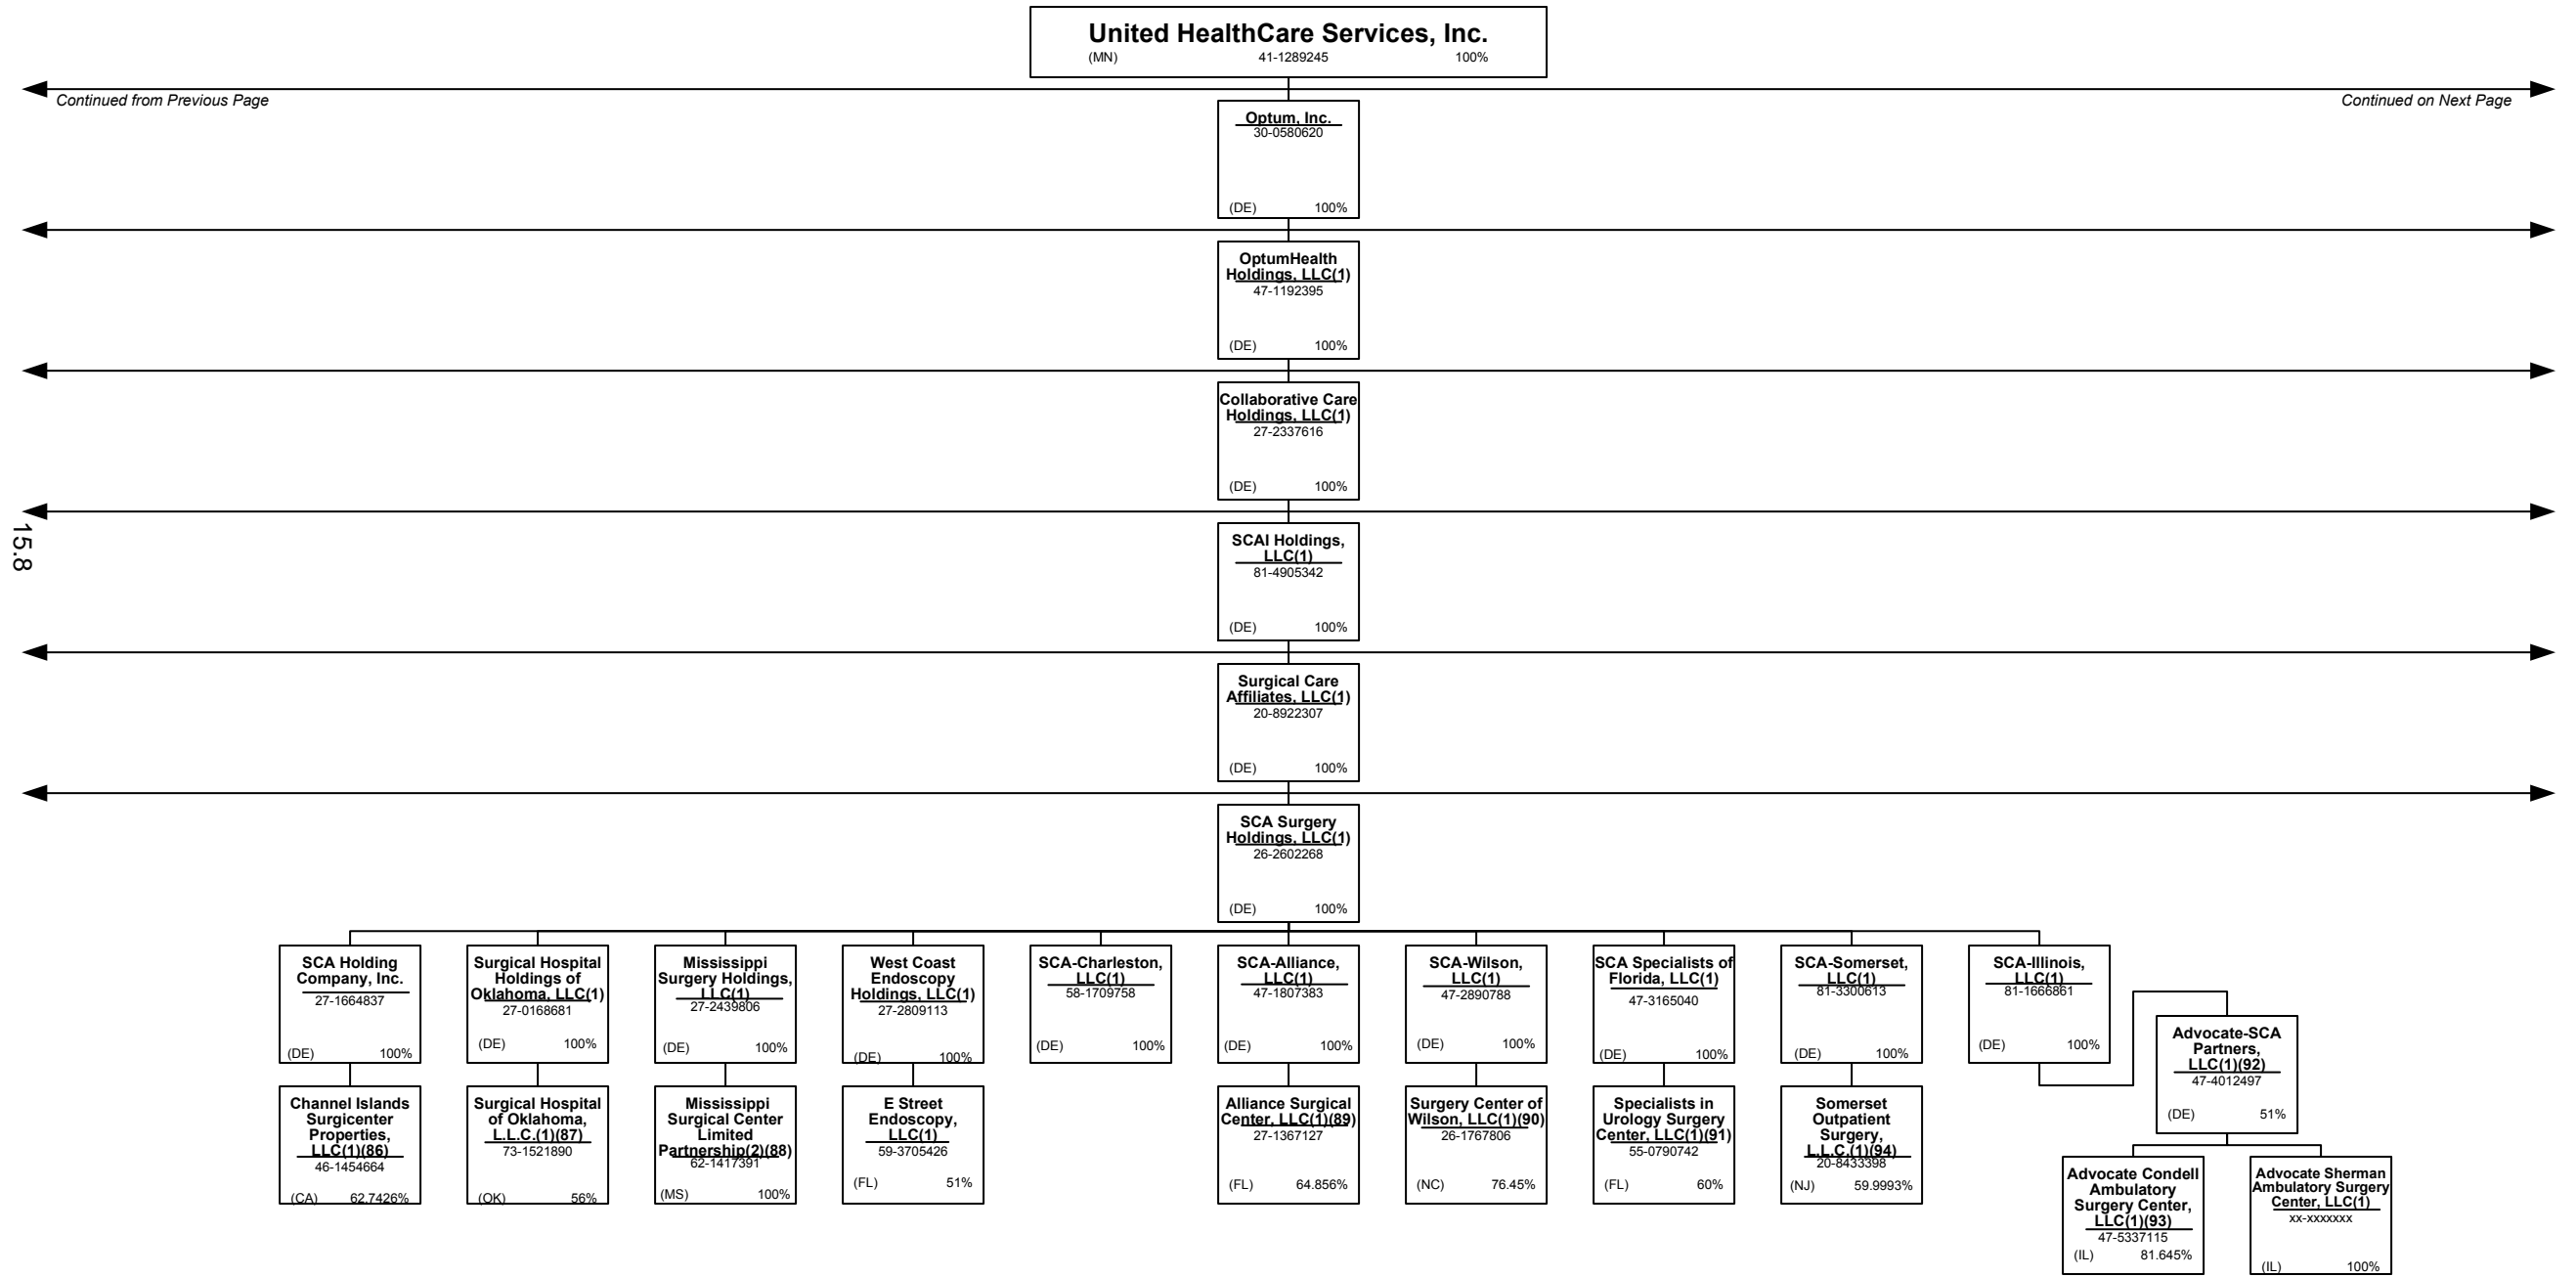 United HealthCare Services, Inc.
(MN) 41-1289245 100%
Continued from Previous Page
Continued on Next Page
Optum, Inc.
30-0580620
(DE) 100%
OptumHealth
Holdings, LLC(1)
47-1192395
(DE) 100%
Collaborative Care
Holdings, LLC(1)
27-2337616
(DE) 100%
15.8
SCAI Holdings,
LLC(1)
81-4905342
(DE) 100%
Surgical Care
Affiliates, LLC(1)
20-8922307
(DE) 100%
SCA Surgery
Holdings, LLC(1)
26-2602268
(DE) 100%
SCA Holding
Company, Inc.
27-1664837
(DE) 100%
Surgical Hospital
Holdings of
Oklahoma, LLC(1)
27-0168681
(DE) 100%
Mississippi
Surgery Holdings,
LLC(1)
27-2439806
(DE) 100%
West Coast
Endoscopy
Holdings, LLC(1)
27-2809113
(DE) 100%
SCA-Charleston,
LLC(1)
58-1709758
(DE) 100%
SCA-Alliance,
LLC(1)
47-1807383
(DE) 100%
SCA-Wilson,
LLC(1)
47-2890788
(DE) 100%
SCA Specialists of
Florida, LLC(1)
47-3165040
(DE) 100%
SCA-Somerset,
LLC(1)
81-3300613
(DE) 100%
SCA-Illinois,
LLC(1)
81-1666861
(DE) 100%
Advocate-SCA
Partners,
LLC(1)(92)
47-4012497
(DE) 51%
Channel Islands
Surgicenter
Properties,
LLC(1)(86)
46-1454664
(CA) 62.7426%
Surgical Hospital
of Oklahoma,
L.L.C.(1)(87)
73-1521890
(OK) 56%
Mississippi
Surgical Center
Limited
Partnership(2)(88)
62-1417391
(MS) 100%
E Street
Endoscopy,
LLC(1)
59-3705426
(FL) 51%
Alliance Surgical
Center, LLC(1)(89)
27-1367127
(FL) 64.856%
Surgery Center of
Wilson, LLC(1)(90)
26-1767806
(NC) 76.45%
Specialists in
Urology Surgery
Center, LLC(1)(91)
55-0790742
(FL) 60%
Somerset
Outpatient
Surgery,
L.L.C.(1)(94)
20-8433398
(NJ) 59.9993%
Advocate Condell
Ambulatory
Surgery Center,
LLC(1)(93)
47-5337115
(IL) 81.645%
Advocate Sherman
Ambulatory Surgery
Center, LLC(1)
xx-xxxxxxx
(IL) 100%